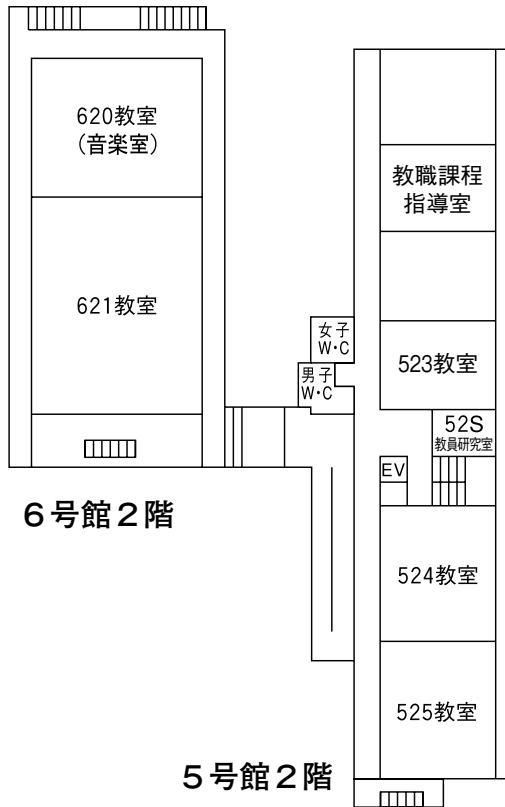 620教室
(音楽室)
621教室
6号館2階
教職課程
指導室
女子
W・C
男子
W・C
523教室
52S
教員研究室
EV
524教室
525教室
5号館2階